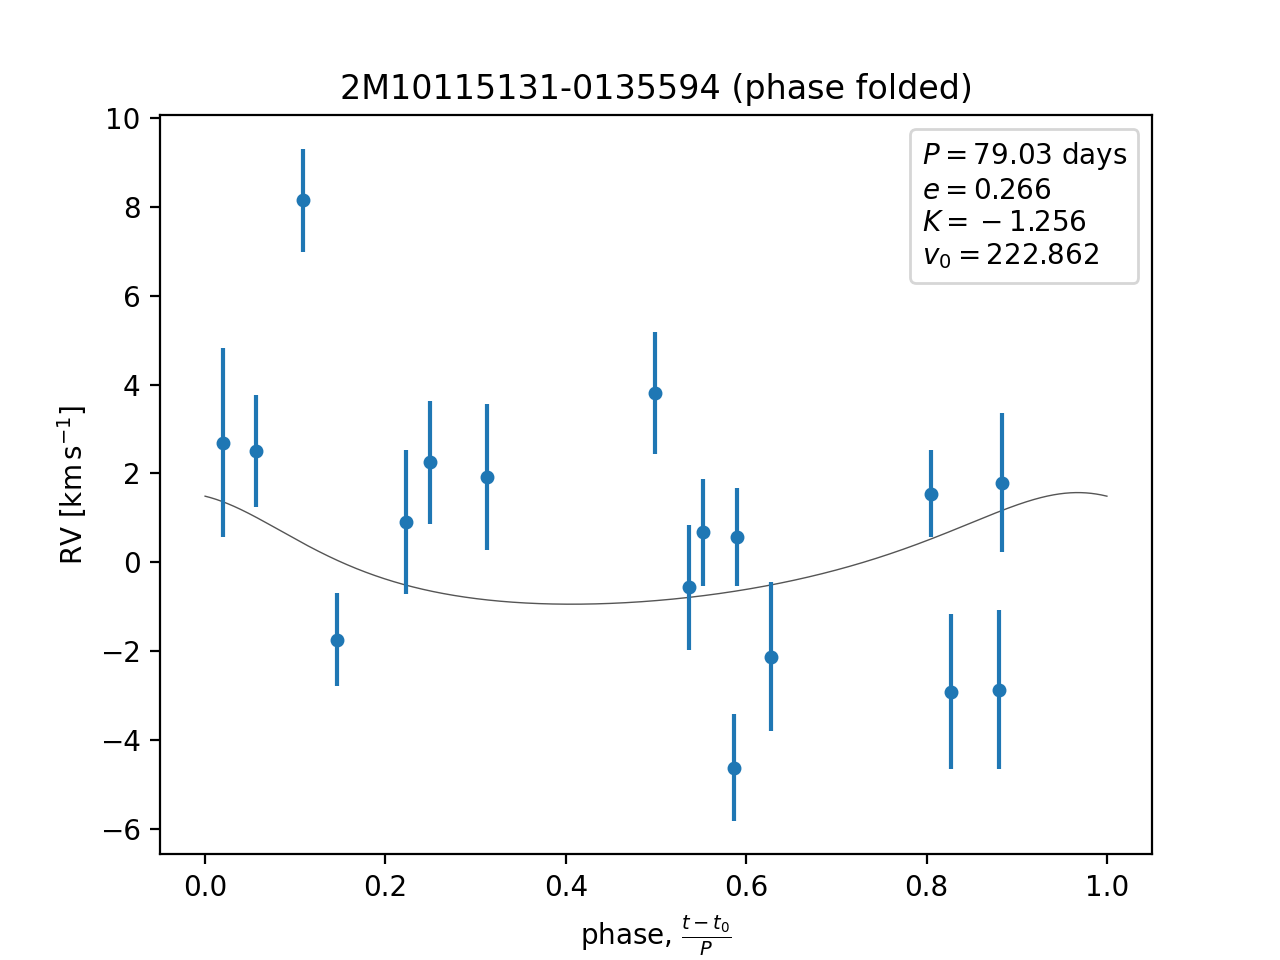 2M10115131-0135594 (phase folded)
P = 79.03 days
e = 0.266
K = −1.256
v₀ = 222.862
10
8
6
4
2
0
−2
−4
−6
RV [km s⁻¹]
0.0 0.2 0.4 0.6 0.8 1.0
phase, (t − t₀)/P